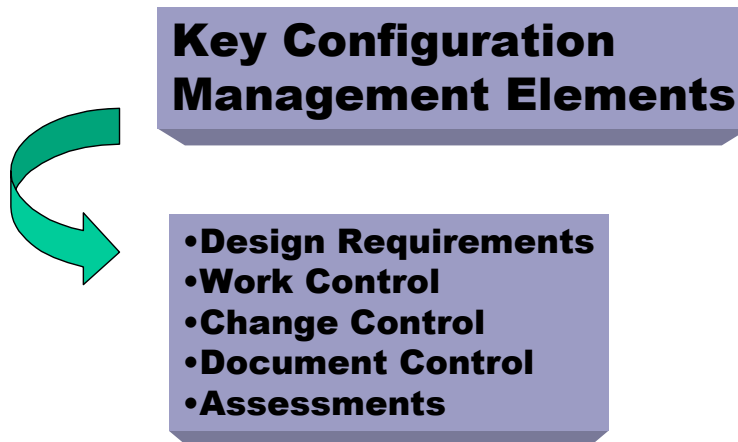 Key Configuration
Management Elements
•Design Requirements
•Work Control
•Change Control
•Document Control
•Assessments